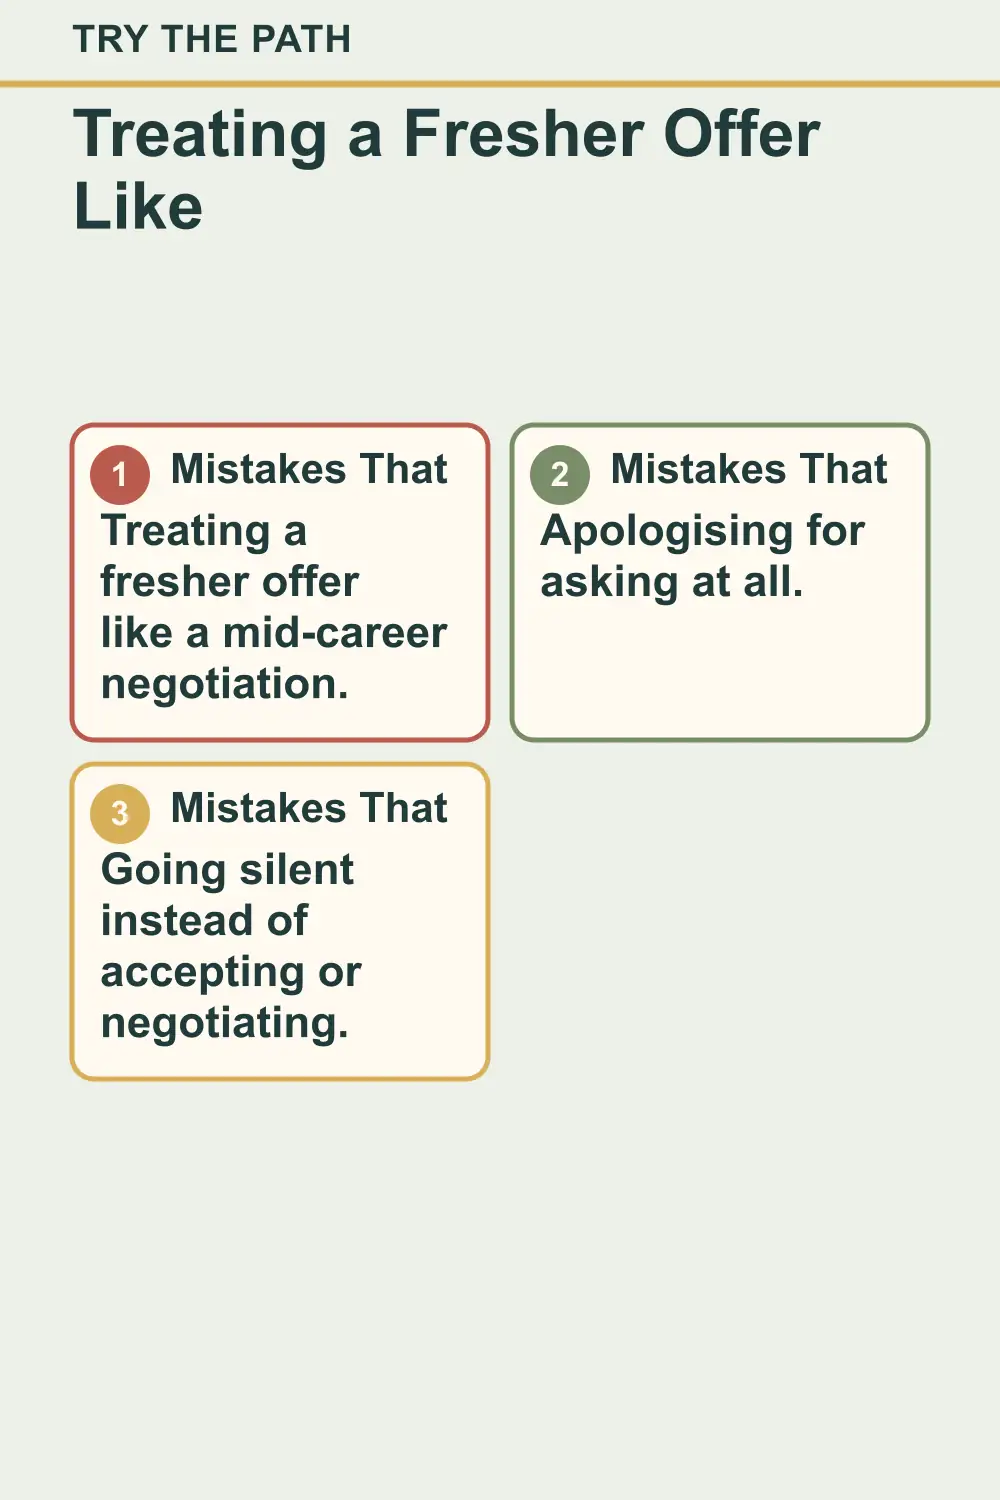 TRY THE PATH
Treating a Fresher Offer
Like
1 Mistakes That
Treating a
fresher offer
like a mid-career
negotiation.
2 Mistakes That
Apologising for
asking at all.
3 Mistakes That
Going silent
instead of
accepting or
negotiating.